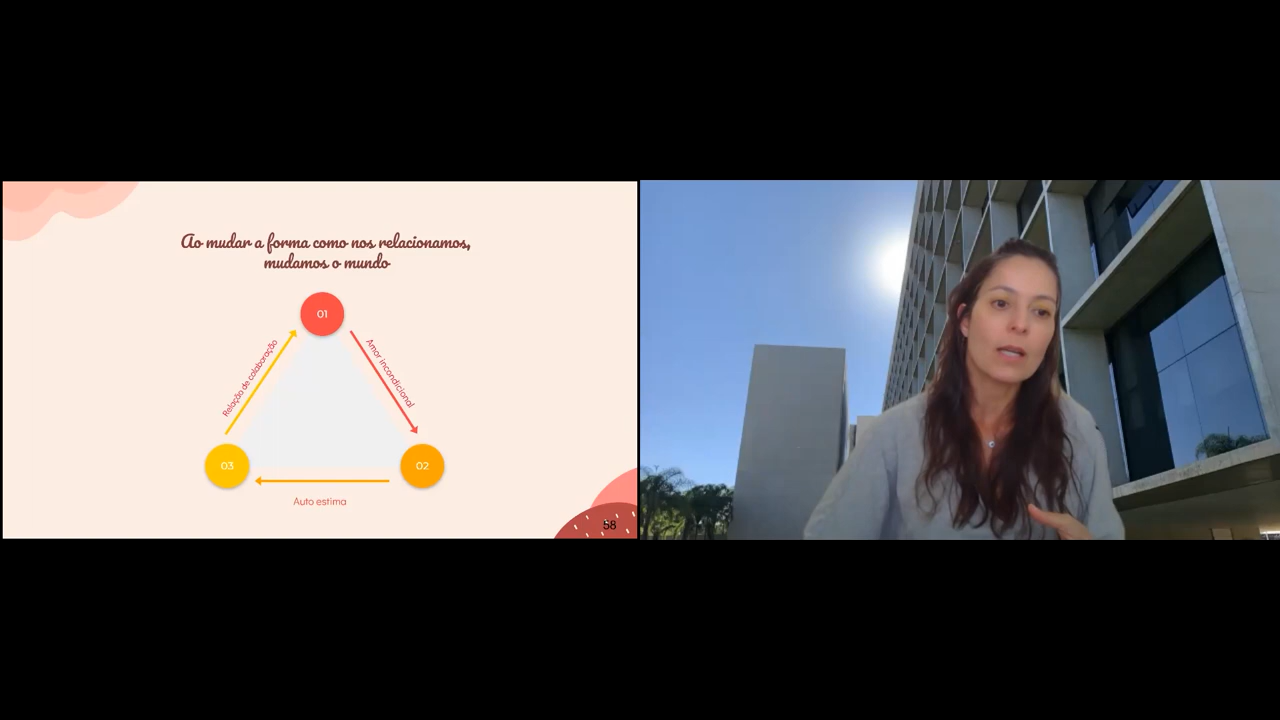 Ao mudar a forma como nos relacionamos,
mudamos o mundo
01
Relação de colaboração
Amor incondicional
03
02
Auto estima
58